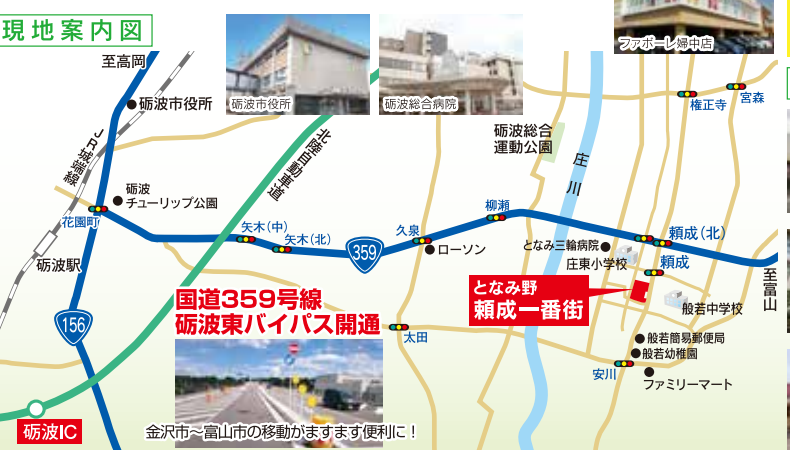 現地案内図
至高岡
砺波市役所
砺波市役所
砺波総合病院
ファボーレ婦中店
JR城端線
北陸自動車道
砺波総合
運動公園
庄川
権正寺
宮森
砺波
チューリップ公園
花園町
矢木(中)
矢木(北)
359
久泉
ローソン
柳瀬
となみ三輪病院
庄東小学校
頼成(北)
頼成
至富山
砺波駅
156
国道359号線
砺波東バイパス開通
太田
となみ野
頼成一番街
般若中学校
般若簡易郵便局
般若幼稚園
安川
ファミリーマート
砺波IC
金沢市～富山市の移動がますます便利に！